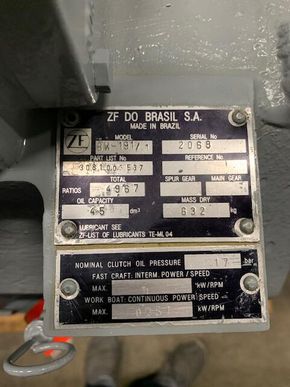 ZF DO BRASIL S.A.
MADE IN BRAZIL
ZF
MODEL SERIAL No
BW-191/1 2068
PART LIST No REFERENCE No.
TOTAL SPUR GEAR MAIN GEAR
RATIOS 4967
OIL CAPACITY MASS DRY
45 dm³ 632 kg
LUBRICANT SEE
ZF-LIST OF LUBRICANTS TE-ML 04
NOMINAL CLUTCH OIL PRESSURE 17 bar
FAST CRAFT. INTERM. POWER / SPEED
MAX. kW/RPM
WORK BOAT: CONTINUOUS POWER/SPEED
MAX. kW/RPM